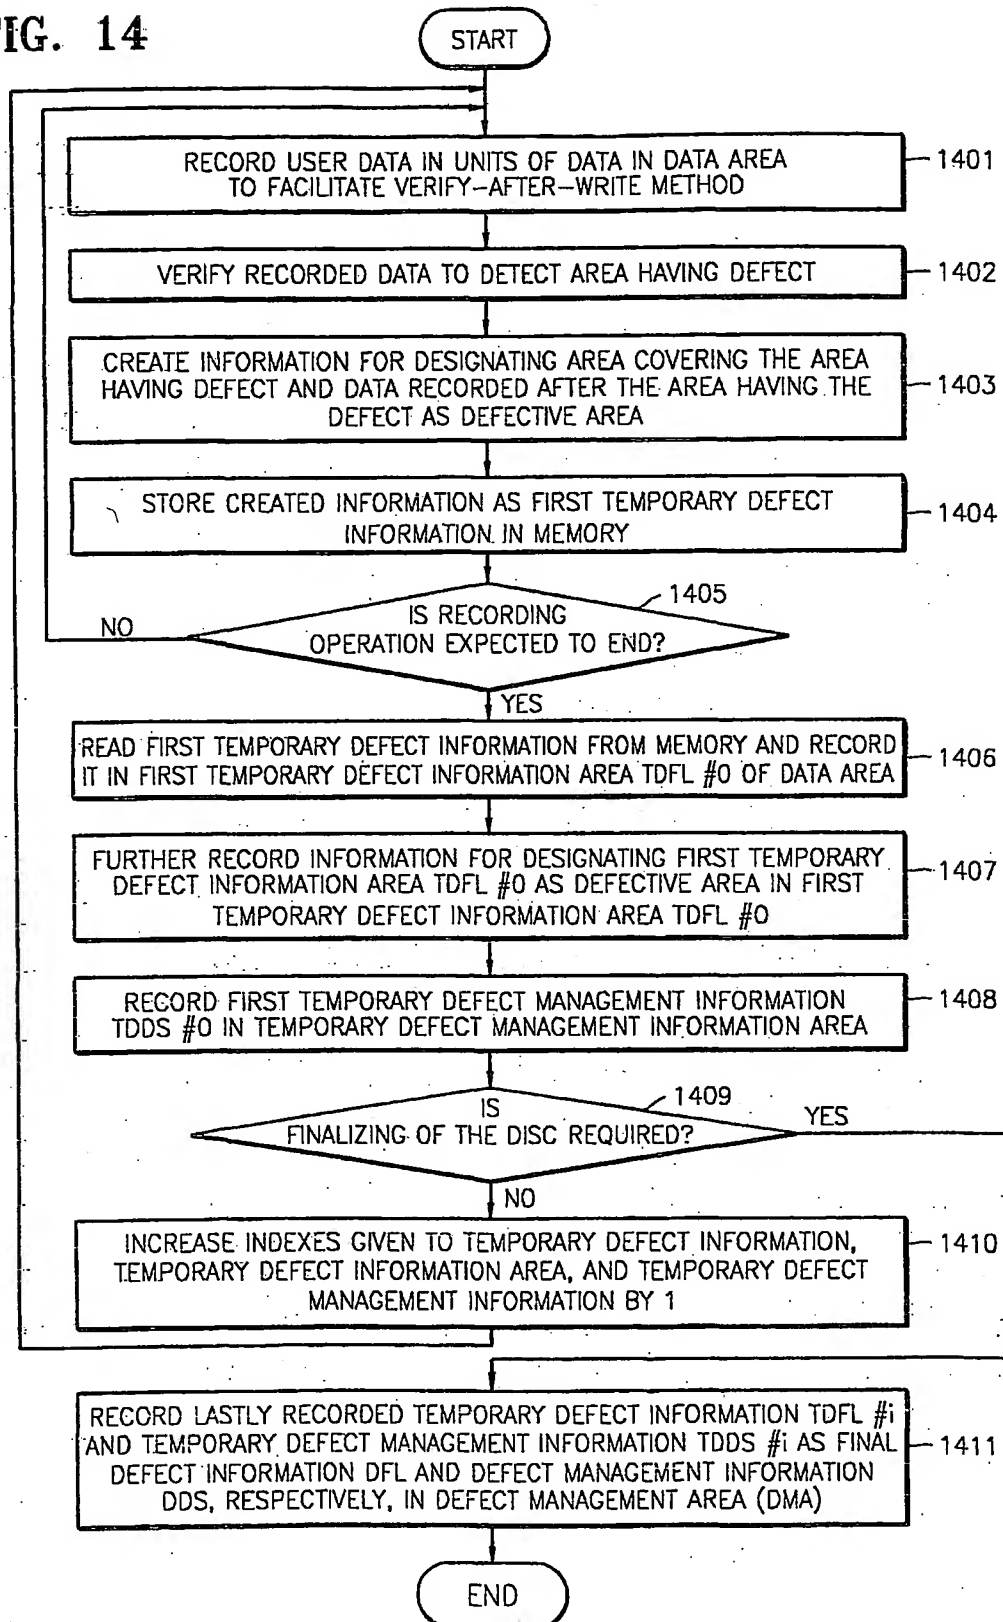 FIG. 14
START
RECORD USER DATA IN UNITS OF DATA IN DATA AREA
TO FACILITATE VERIFY-AFTER-WRITE METHOD
1401
VERIFY RECORDED DATA TO DETECT AREA HAVING DEFECT
1402
CREATE INFORMATION FOR DESIGNATING AREA COVERING THE AREA
HAVING DEFECT AND DATA RECORDED AFTER THE AREA HAVING THE
DEFECT AS DEFECTIVE AREA
1403
STORE CREATED INFORMATION AS FIRST TEMPORARY DEFECT
INFORMATION IN MEMORY
1404
1405
IS RECORDING
OPERATION EXPECTED TO END?
NO
YES
READ FIRST TEMPORARY DEFECT INFORMATION FROM MEMORY AND RECORD
IT IN FIRST TEMPORARY DEFECT INFORMATION AREA TDFL #0 OF DATA AREA
1406
FURTHER RECORD INFORMATION FOR DESIGNATING FIRST TEMPORARY
DEFECT INFORMATION AREA TDFL #0 AS DEFECTIVE AREA IN FIRST
TEMPORARY DEFECT INFORMATION AREA TDFL #0
1407
RECORD FIRST TEMPORARY DEFECT MANAGEMENT INFORMATION
TDDS #0 IN TEMPORARY DEFECT MANAGEMENT INFORMATION AREA
1408
1409
IS
FINALIZING OF THE DISC REQUIRED?
YES
NO
INCREASE INDEXES GIVEN TO TEMPORARY DEFECT INFORMATION,
TEMPORARY DEFECT INFORMATION AREA, AND TEMPORARY DEFECT
MANAGEMENT INFORMATION BY 1
1410
RECORD LASTLY RECORDED TEMPORARY DEFECT INFORMATION TDFL #i
AND TEMPORARY DEFECT MANAGEMENT INFORMATION TDDS #i AS FINAL
DEFECT INFORMATION DFL AND DEFECT MANAGEMENT INFORMATION
DDS, RESPECTIVELY, IN DEFECT MANAGEMENT AREA (DMA)
1411
END